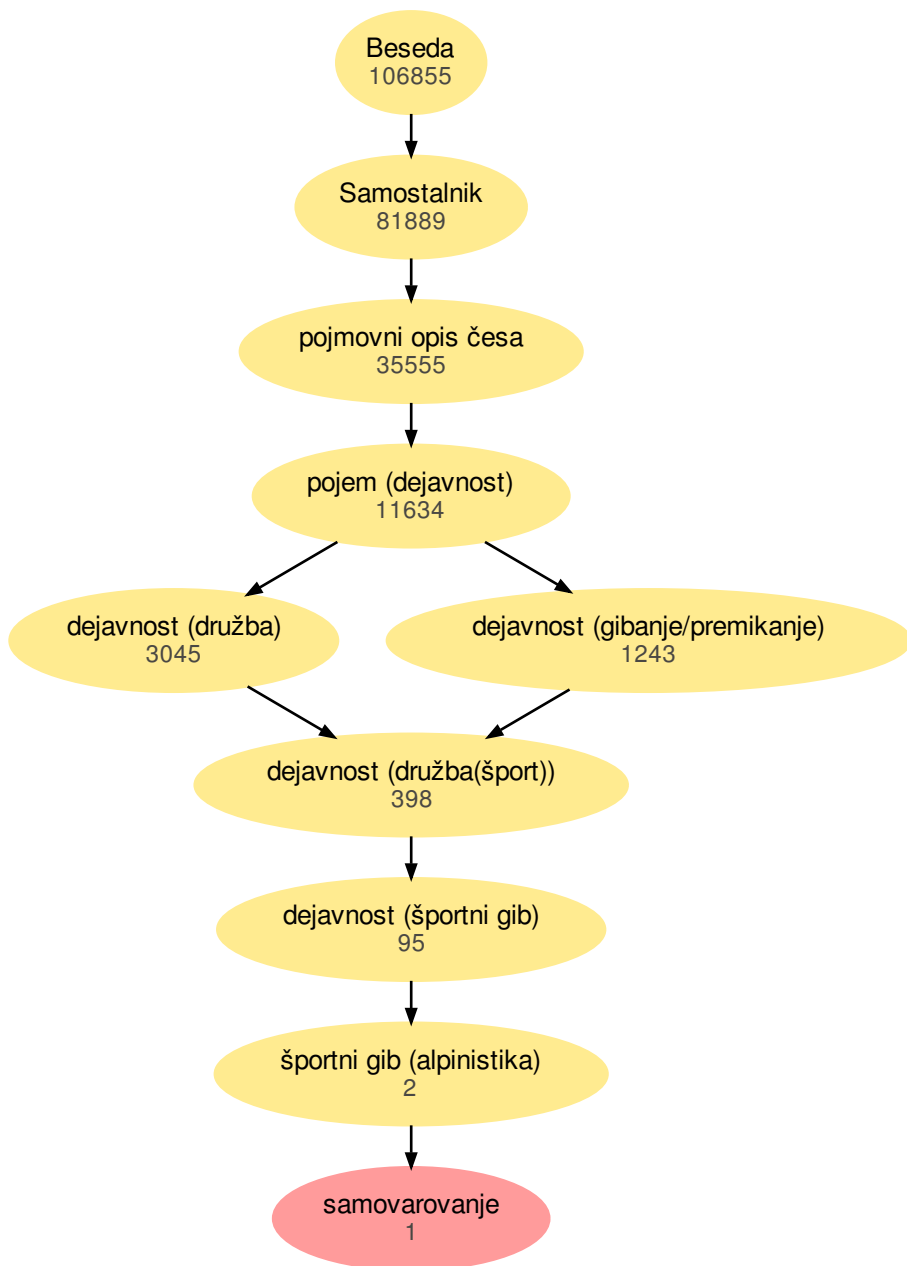 Beseda
106855
Samostalnik
81889
pojmovni opis česa
35555
pojem (dejavnost)
11634
dejavnost (družba)
3045
dejavnost (gibanje/premikanje)
1243
dejavnost (družba(šport))
398
dejavnost (športni gib)
95
športni gib (alpinistika)
2
samovarovanje
1